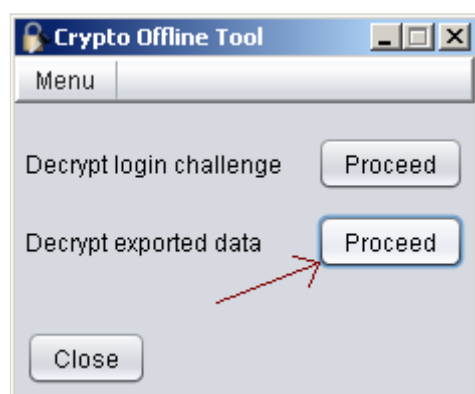 Crypto Offline Tool
Menu
Decrypt login challenge Proceed
Decrypt exported data Proceed
Close